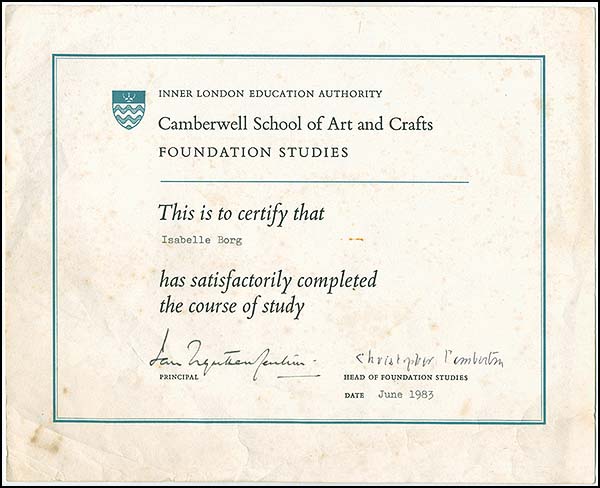 INNER LONDON EDUCATION AUTHORITY
Camberwell School of Art and Crafts
FOUNDATION STUDIES
This is to certify that
Isabelle Borg
has satisfactorily completed
the course of study
Christopher Pemberton
PRINCIPAL
HEAD OF FOUNDATION STUDIES
DATE June 1983